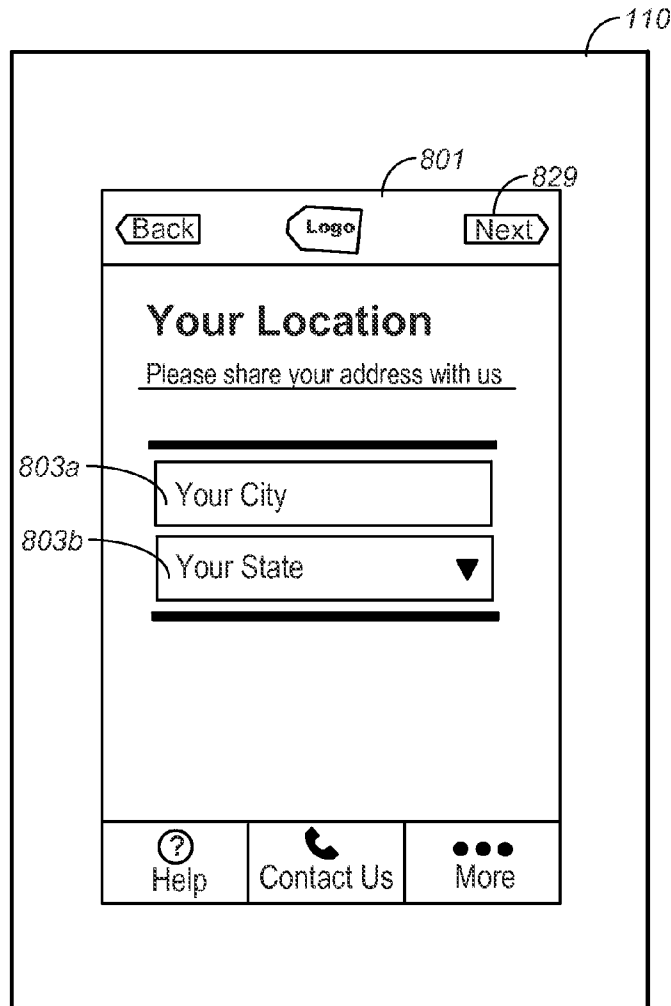 110
801
829
Back Logo Next
Your Location
Please share your address with us
803a
Your City
803b
Your State
?
Help Contact Us More